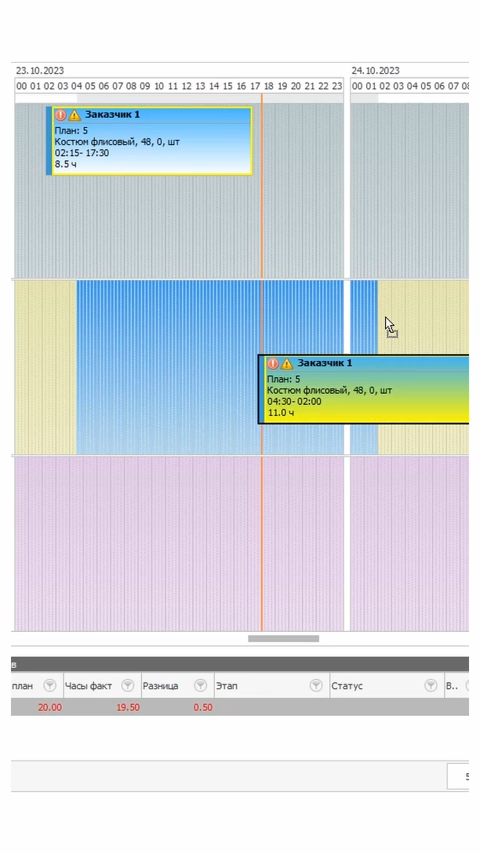 23.10.2023
24.10.2023
00 01 02 03 04 05 06 07 08 09 10 11 12 13 14 15 16 17 18 19 20 21 22 23
00 01 02 03 04 05 06 07
Заказчик 1
План: 5
Костюм флисовый, 48, 0, шт
02:15- 17:30
8.5 ч
Заказчик 1
План: 5
Костюм флисовый, 48, 0, шт
04:30- 02:00
11.0 ч
в
план
Часы факт
Разница
Этап
Статус
В..
20.00
19.50
0.50
5